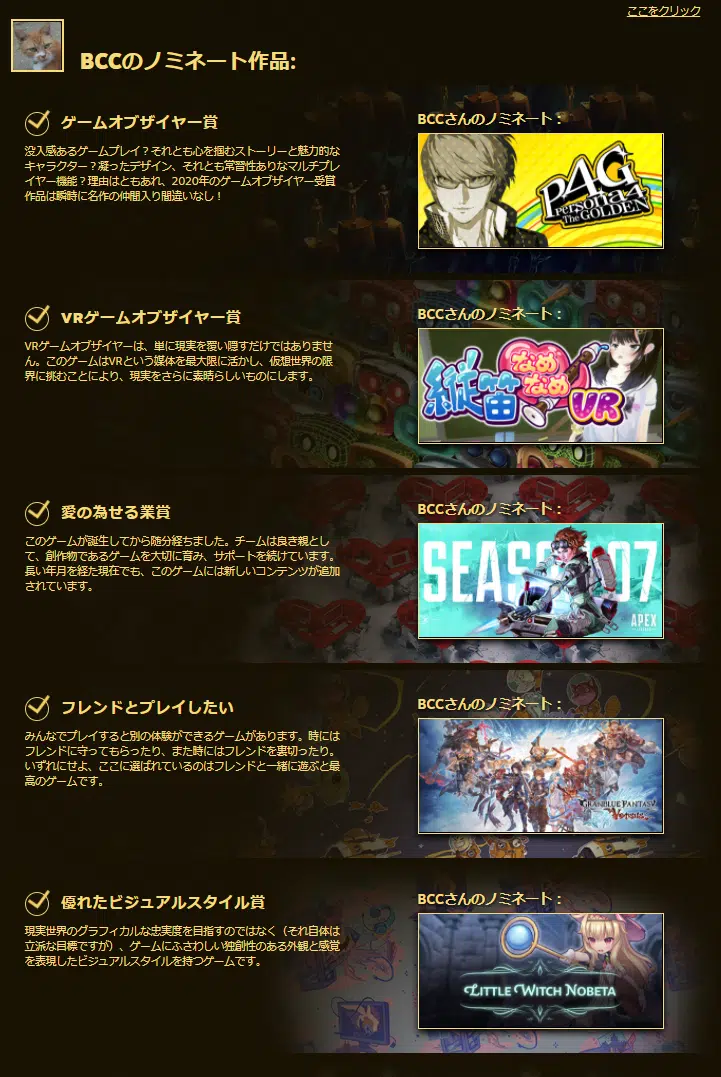 ここをクリック
BCCのノミネート作品:
ゲームオブザイヤー賞
没入感あるゲームプレイ？それとも心を掴むストーリーと魅力的な
キャラクター？凝ったデザイン、それとも常習性ありなマルチプレ
イヤー機能？理由はともあれ、2020年のゲームオブザイヤー受賞
作品は瞬時に名作の仲間入り間違いなし！
BCCさんのノミネート：
P4G
Persona4
The GOLDEN
VRゲームオブザイヤー賞
VRゲームオブザイヤーは、単に現実を覆い隠すだけではありませ
ん。このゲームはVRという媒体を最大限に活かし、仮想世界の限
界に挑むことにより、現実をさらに素晴らしいものにします。
BCCさんのノミネート：
縦笛
なめ
なめ
VR
愛の為せる業賞
このゲームが誕生してから随分経ちました。チームは良き親とし
て、創作物であるゲームを大切に育み、サポートを続けています。
長い年月を経た現在でも、このゲームには新しいコンテンツが追加
されています。
BCCさんのノミネート：
SEASON 07
APEX
フレンドとプレイしたい
みんなでプレイすると別の体験ができるゲームがあります。時には
フレンドに守ってもらったり、また時にはフレンドを裏切ったり。
いずれにせよ、ここに選ばれているのはフレンドと一緒に遊ぶと最
高のゲームです。
BCCさんのノミネート：
GRANBLUE FANTASY
Versus
優れたビジュアルスタイル賞
現実世界のグラフィカルな忠実度を目指すのではなく（それ自体は
立派な目標ですが）、ゲームにふさわしい独創性のある外観と感覚
を表現したビジュアルスタイルを持つゲームです。
BCCさんのノミネート：
LITTLE WITCH NOBETA